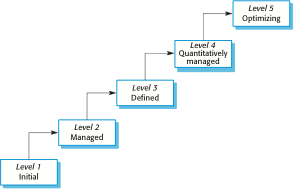 Level 5
Optimizing
Level 4
Quantitatively
managed
Level 3
Defined
Level 2
Managed
Level 1
Initial